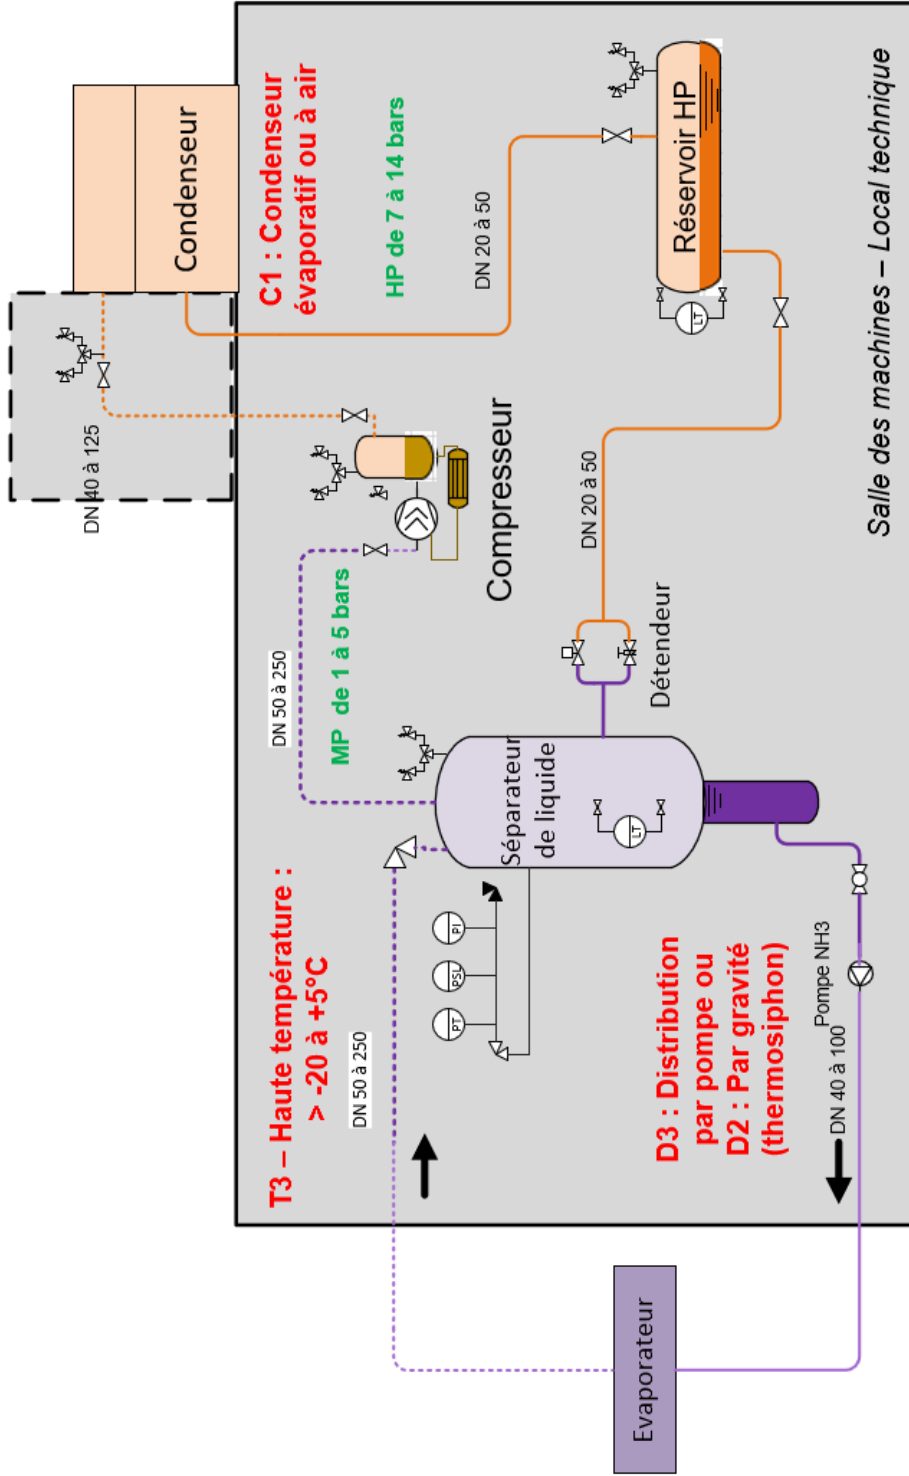 T3 – Haute température :
> -20 à +5°C
DN 50 à 250
DN 50 à 250
MP de 1 à 5 bars
DN 40 à 125
Condenseur
C1 : Condenseur
évaporatif ou à air
HP de 7 à 14 bars
DN 20 à 50
Compresseur
PT
PSL
PI
Séparateur
de liquide
LT
Détendeur
DN 20 à 50
LT
Réservoir HP
Evaporateur
D3 : Distribution
par pompe ou
D2 : Par gravité
(thermosiphon)
Pompe NH3
DN 40 à 100
Salle des machines – Local technique